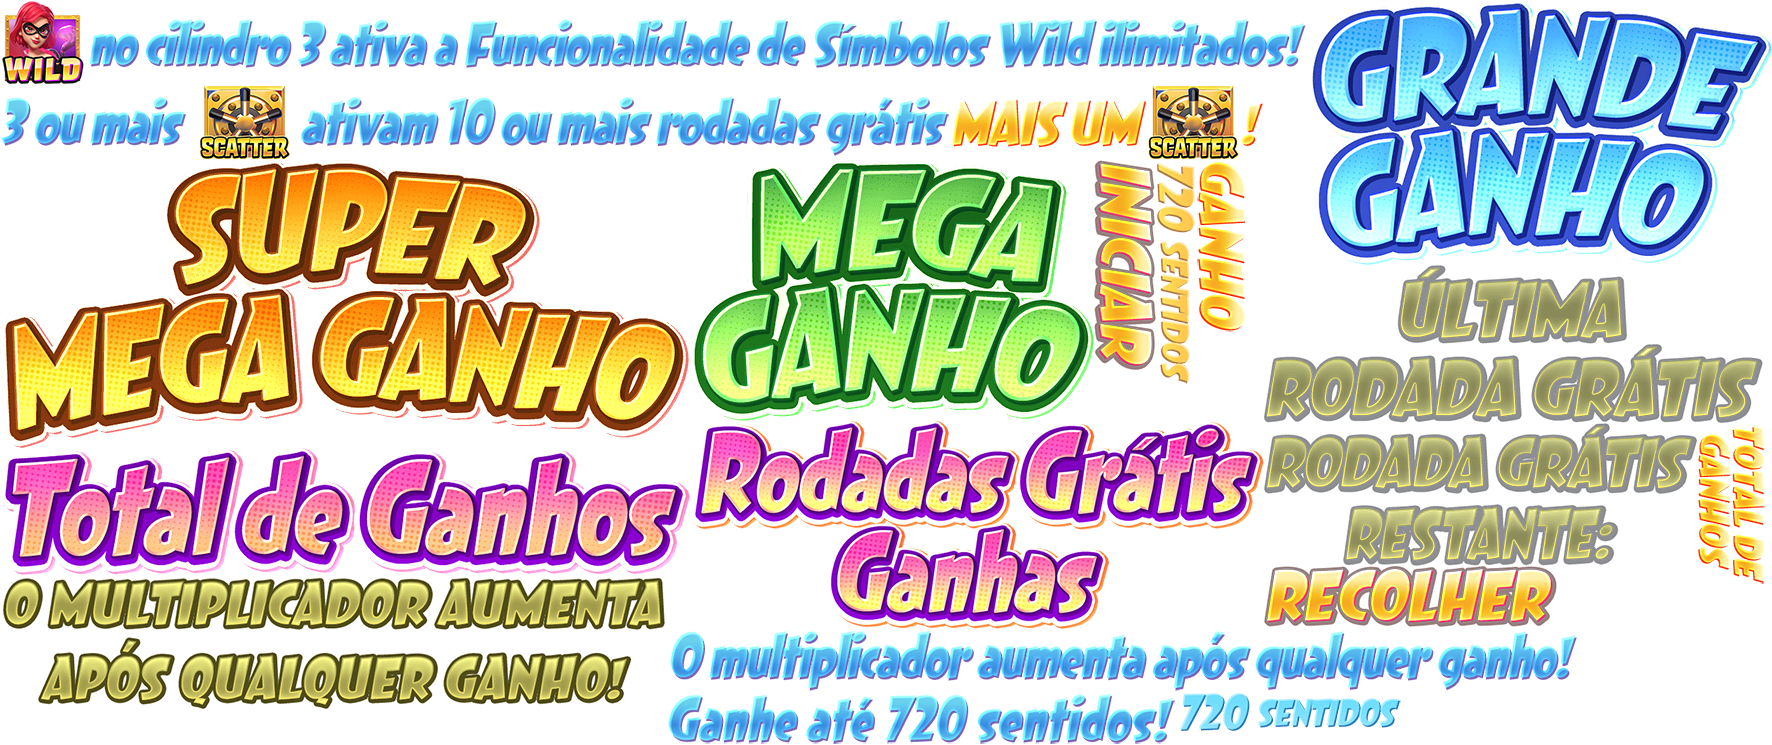 WILD no cilindro 3 ativa a Funcionalidade de Símbolos Wild ilimitados!
3 ou mais SCATTER ativam 10 ou mais rodadas grátis MAIS UM SCATTER !
GRANDE
GANHO
SUPER
MEGA GANHO
MEGA
GANHO
INICIAR
720 SENTIDOS
GANHO
ÚLTIMA
RODADA GRÁTIS
RODADA GRÁTIS
RESTANTE:
RECOLHER
TOTAL DE
GANHOS
Total de Ganhos
Rodadas Grátis
Ganhas
O MULTIPLICADOR AUMENTA
APÓS QUALQUER GANHO!
O multiplicador aumenta após qualquer ganho!
Ganhe até 720 sentidos! 720 SENTIDOS